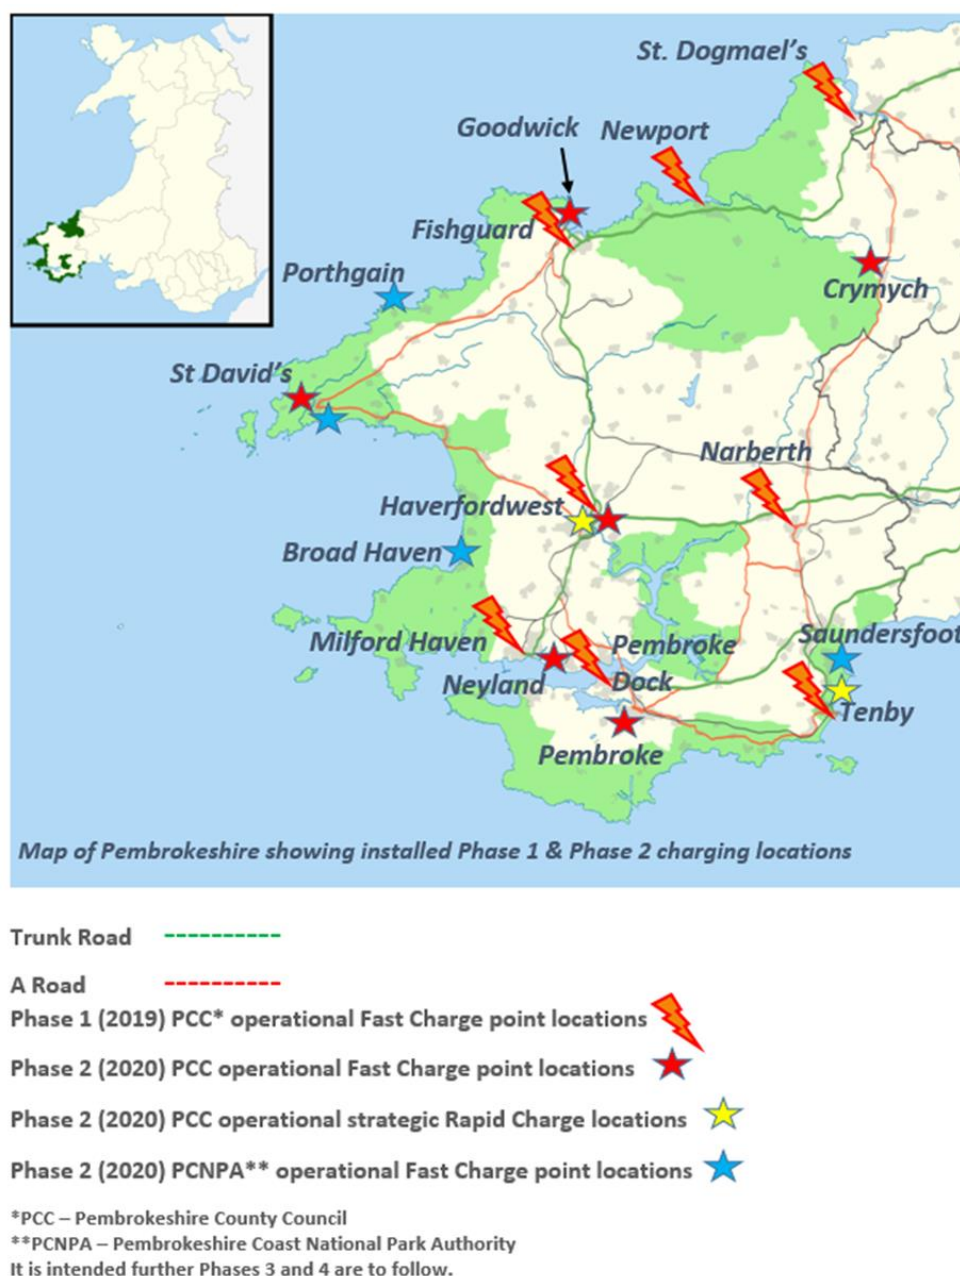 St. Dogmael's
Goodwick
Newport
Fishguard
Porthgain
Crymych
St David's
Narberth
Haverfordwest
Broad Haven
Milford Haven
Pembroke
Dock
Saundersfoot
Neyland
Tenby
Pembroke
Map of Pembrokeshire showing installed Phase 1 & Phase 2 charging locations
Trunk Road
A Road
Phase 1 (2019) PCC* operational Fast Charge point locations
Phase 2 (2020) PCC operational Fast Charge point locations
Phase 2 (2020) PCC operational strategic Rapid Charge locations
Phase 2 (2020) PCNPA** operational Fast Charge point locations
*PCC – Pembrokeshire County Council
**PCNPA – Pembrokeshire Coast National Park Authority
It is intended further Phases 3 and 4 are to follow.